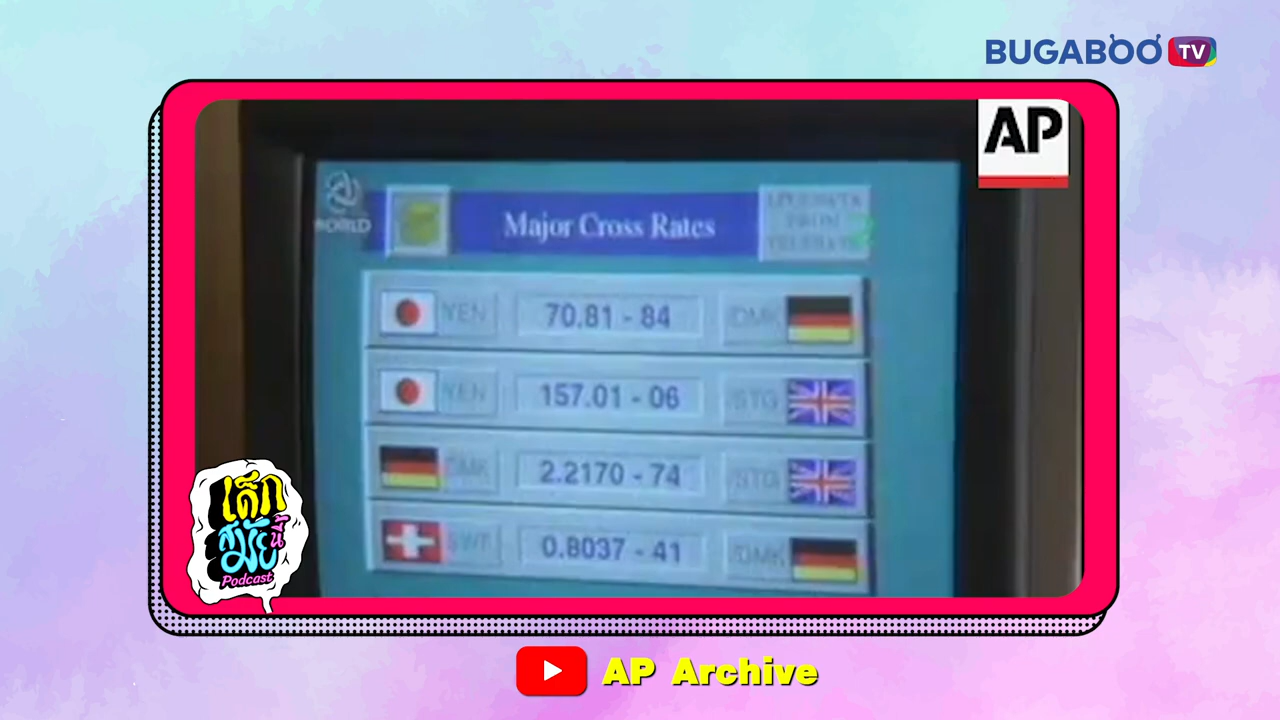 BUGABOO TV
AP
WORLD
Major Cross Rates
YEN 70.81 - 84 /DMK
YEN 157.01 - 06 /STG
DMK 2.2170 - 74 /STG
SWF 0.8037 - 41 /DMK
เด็ก
สมัยนี้
Podcast
AP Archive